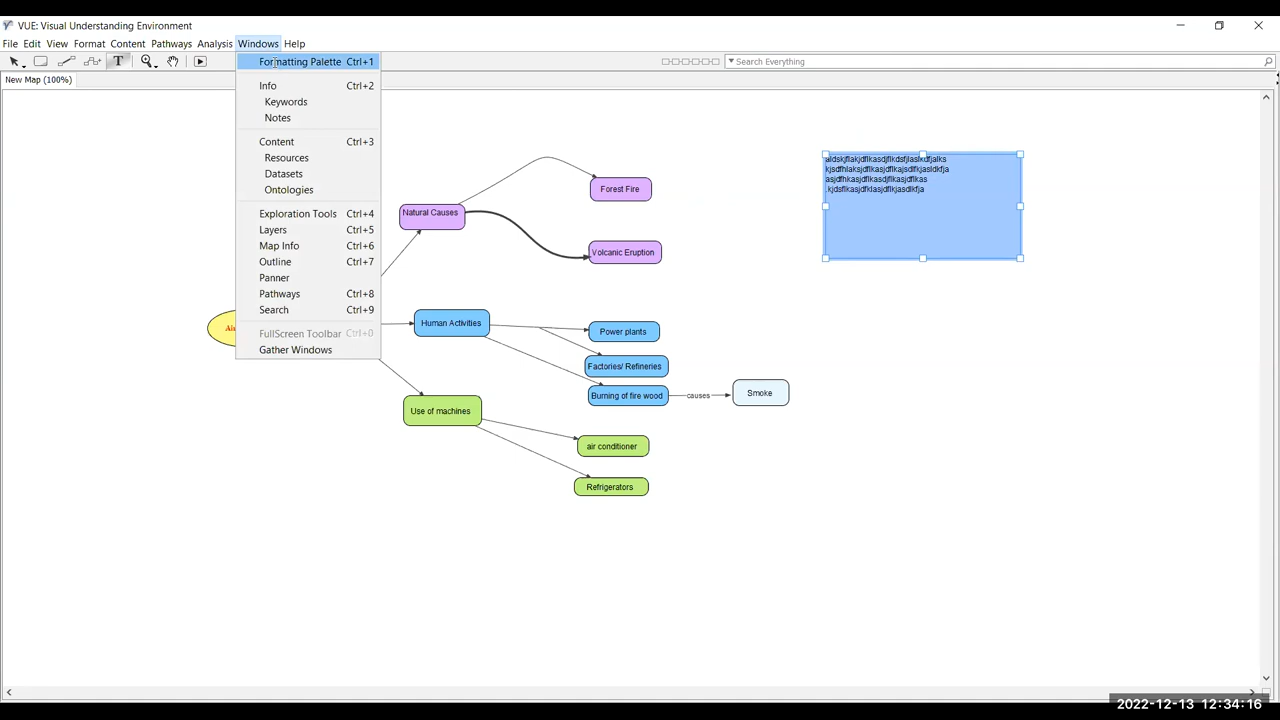 VUE: Visual Understanding Environment
File Edit View Format Content Pathways Analysis Windows Help
T
Search Everything
New Map (100%)
Formatting Palette Ctrl+1
Info Ctrl+2
Keywords
Notes
Content Ctrl+3
Resources
Datasets
Ontologies
Exploration Tools Ctrl+4
Layers Ctrl+5
Map Info Ctrl+6
Outline Ctrl+7
Panner
Pathways Ctrl+8
Search Ctrl+9
FullScreen Toolbar Ctrl+0
Gather Windows
Natural Causes
Forest Fire
Volcanic Eruption
Human Activities
Power plants
Factories/ Refineries
Burning of fire wood
causes
Smoke
Use of machines
air conditioner
Refrigerators
2022-12-13 12:34:16